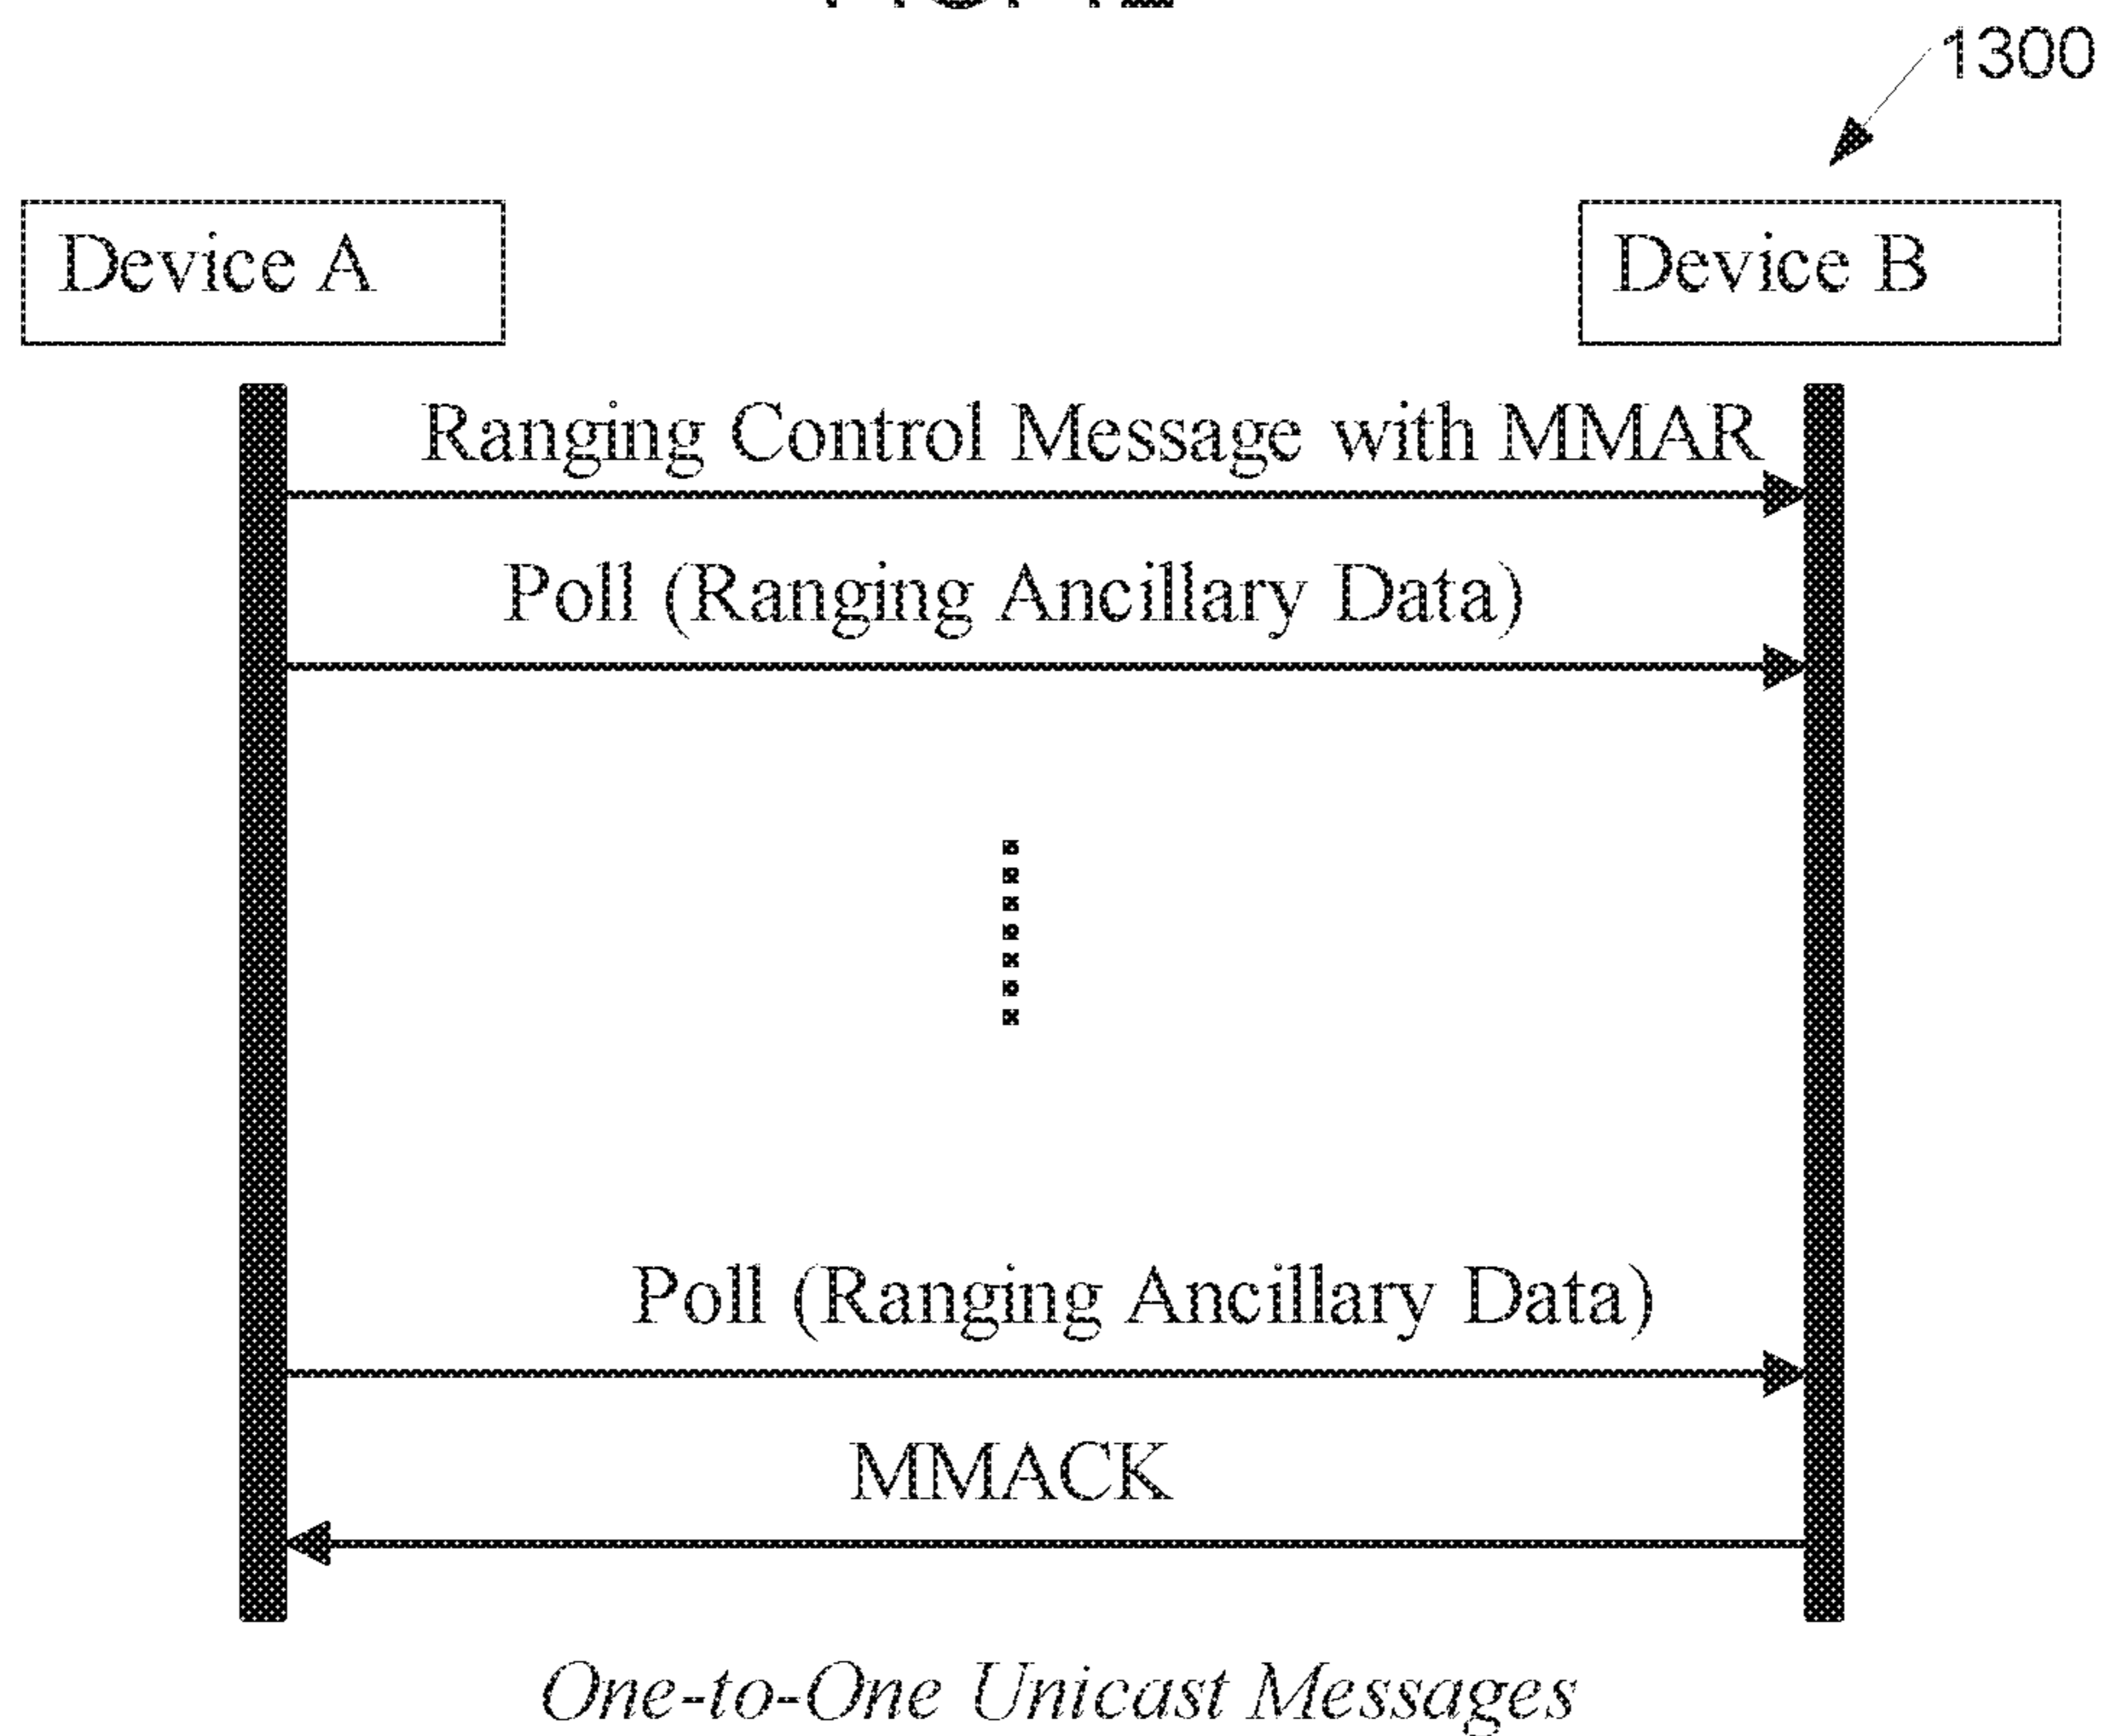 1300
Device A
Device B
Ranging Control Message with MMAR
Poll (Ranging Ancillary Data)
Poll (Ranging Ancillary Data)
MMACK
One-to-One Unicast Messages